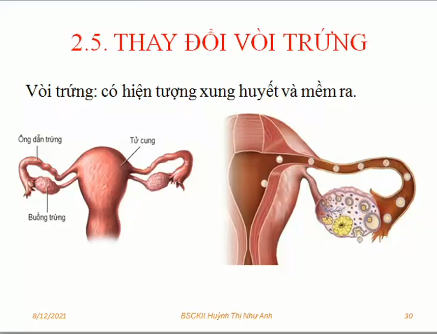 2.5. THAY ĐỔI VÒI TRỨNG
Vòi trứng: có hiện tượng xung huyết và mềm ra.
Ống dẫn trứng
Tử cung
Buồng trứng
8/12/2021
BSCKII Huỳnh Thị Như Anh
30